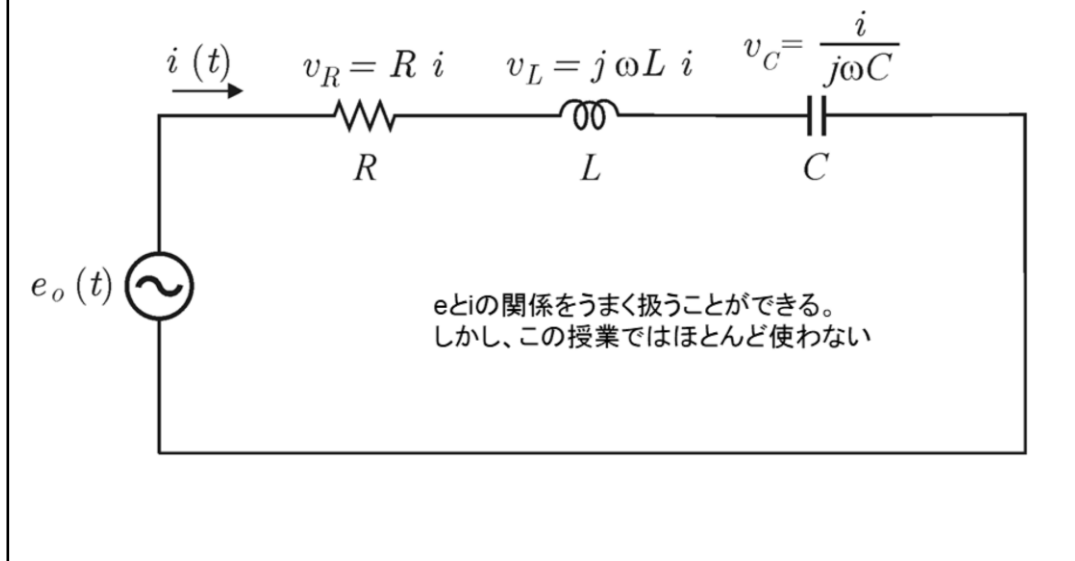 i (t)
v_R = R i
v_L = j ωL i
v_C = i / jωC
R
L
C
e_o (t)
eとiの関係をうまく扱うことができる。
しかし、この授業ではほとんど使わない